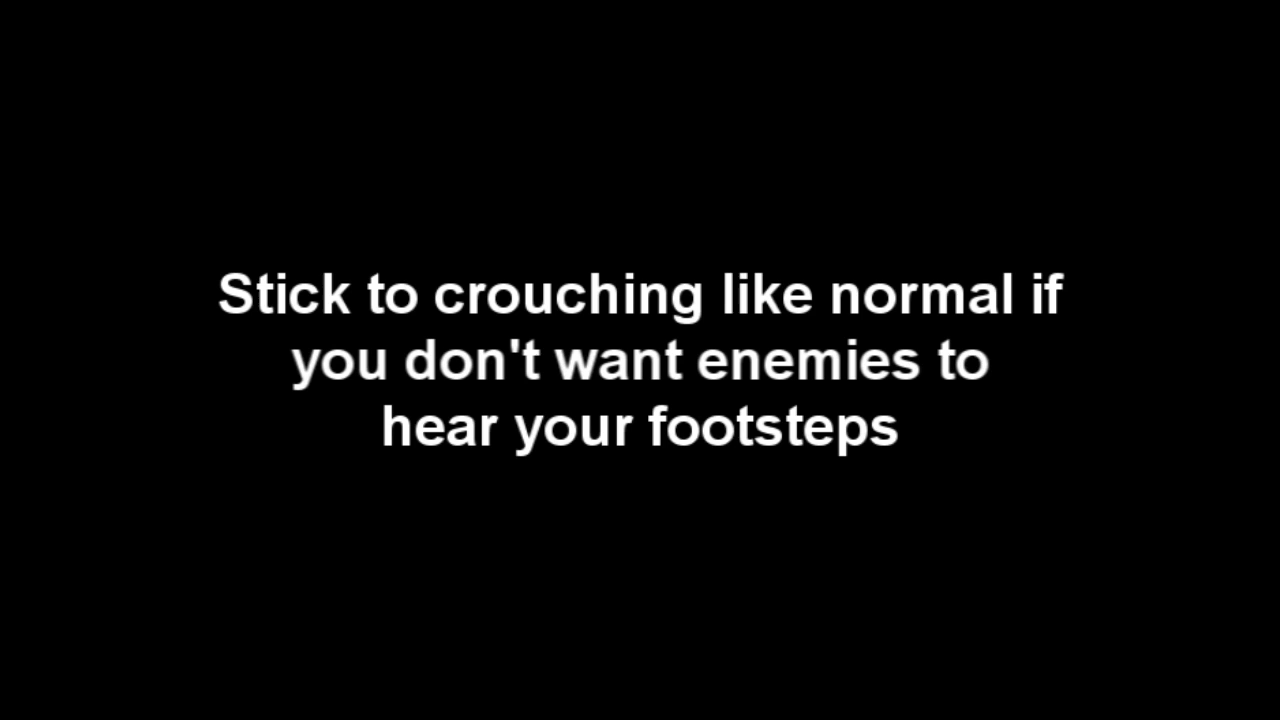 Stick to crouching like normal if
you don't want enemies to
hear your footsteps